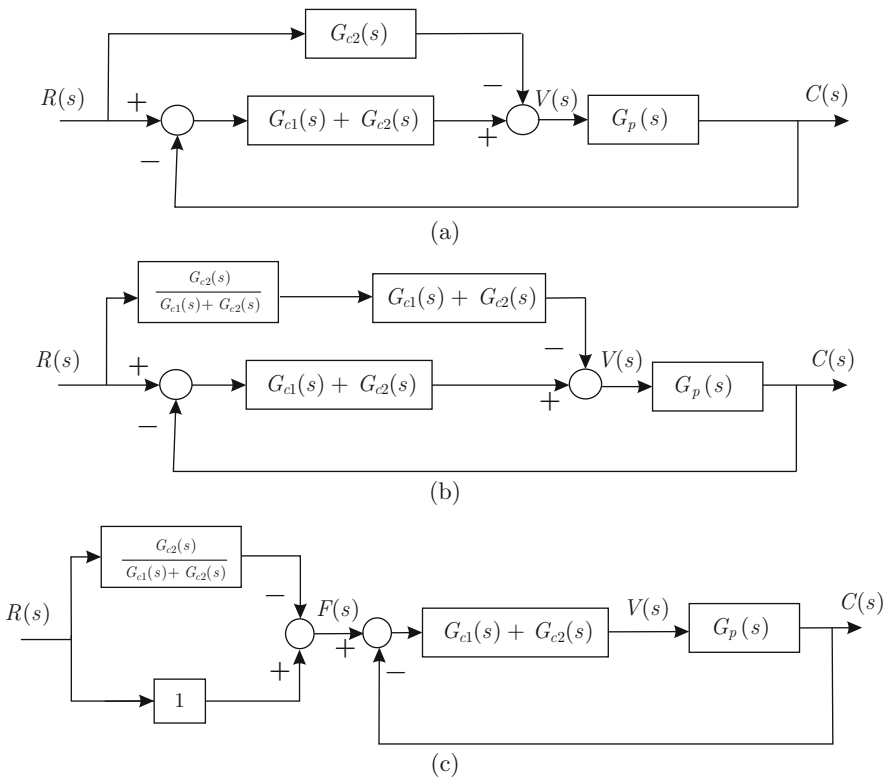 G_{c2}(s)
R(s) + − V(s) C(s)
G_{c1}(s) + G_{c2}(s) + G_p(s)
−
(a)
G_{c2}(s)
G_{c1}(s) + G_{c2}(s) G_{c1}(s) + G_{c2}(s)
R(s) + − V(s) C(s)
G_{c1}(s) + G_{c2}(s) + G_p(s)
−
(b)
G_{c2}(s)
G_{c1}(s) + G_{c2}(s)
−
R(s) F(s) V(s) C(s)
+ G_{c1}(s) + G_{c2}(s) G_p(s)
+ −
1
(c)